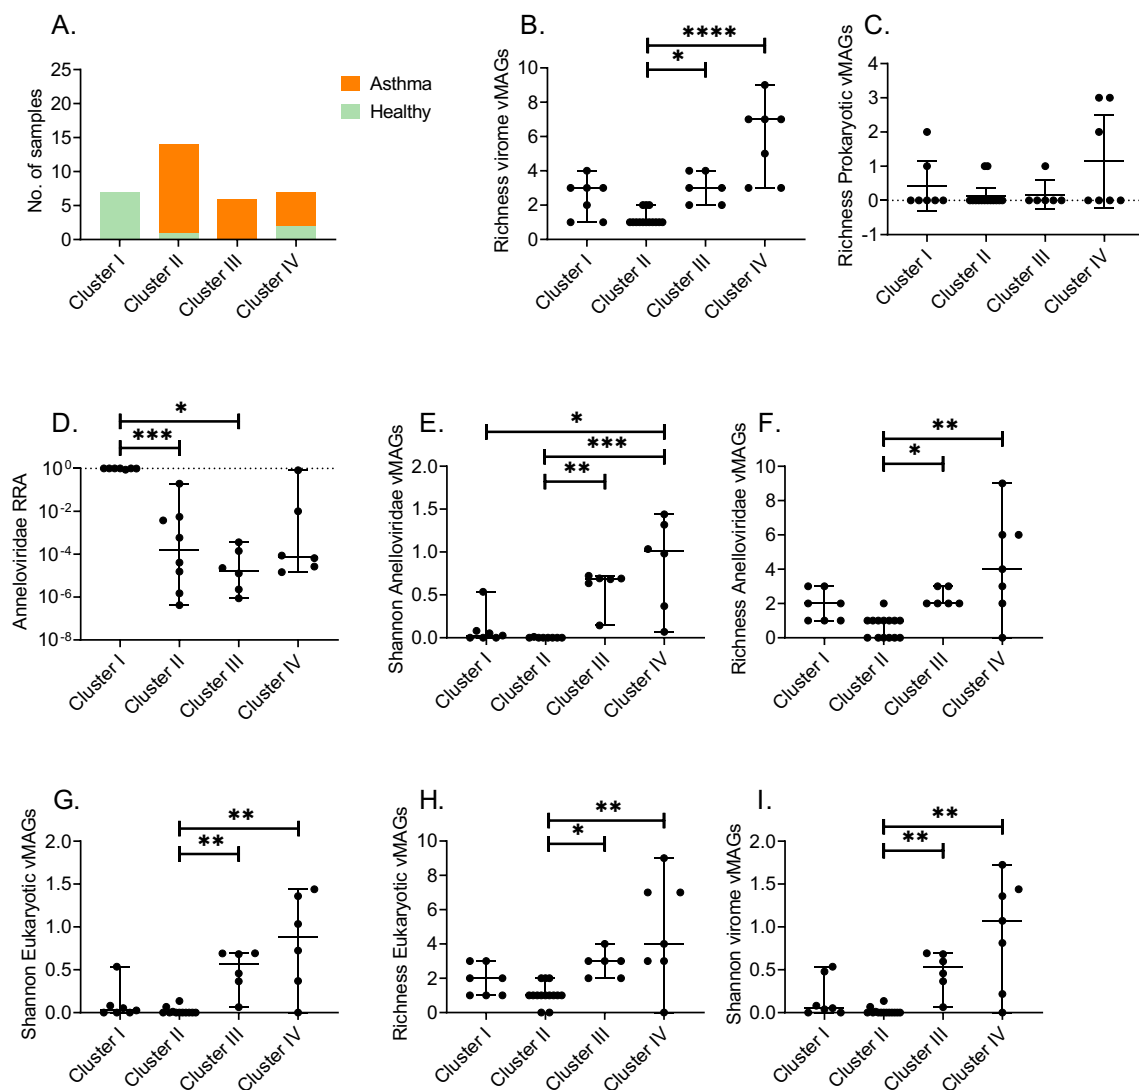 A.
No. of samples
25
20
15
10
5
0
Cluster I
Cluster II
Cluster III
Cluster IV
Asthma
Healthy
B.
Richness virome vMAGs
10
8
6
4
2
0
****
*
Cluster I
Cluster II
Cluster III
Cluster IV
C.
Richness Prokaryotic vMAGs
4
3
2
1
0
-1
Cluster I
Cluster II
Cluster III
Cluster IV
D.
Anneloviridae RRA
10⁰
10⁻²
10⁻⁴
10⁻⁶
10⁻⁸
*
***
Cluster I
Cluster II
Cluster III
Cluster IV
E.
Shannon Anelloviridae vMAGs
2.0
1.5
1.0
0.5
0.0
*
***
**
Cluster I
Cluster II
Cluster III
Cluster IV
F.
Richness Anelloviridae vMAGs
10
8
6
4
2
0
**
*
Cluster I
Cluster II
Cluster III
Cluster IV
G.
Shannon Eukaryotic vMAGs
2.0
1.5
1.0
0.5
0.0
**
**
Cluster I
Cluster II
Cluster III
Cluster IV
H.
Richness Eukaryotic vMAGs
10
8
6
4
2
0
**
*
Cluster I
Cluster II
Cluster III
Cluster IV
I.
Shannon virome vMAGs
2.0
1.5
1.0
0.5
0.0
**
**
Cluster I
Cluster II
Cluster III
Cluster IV